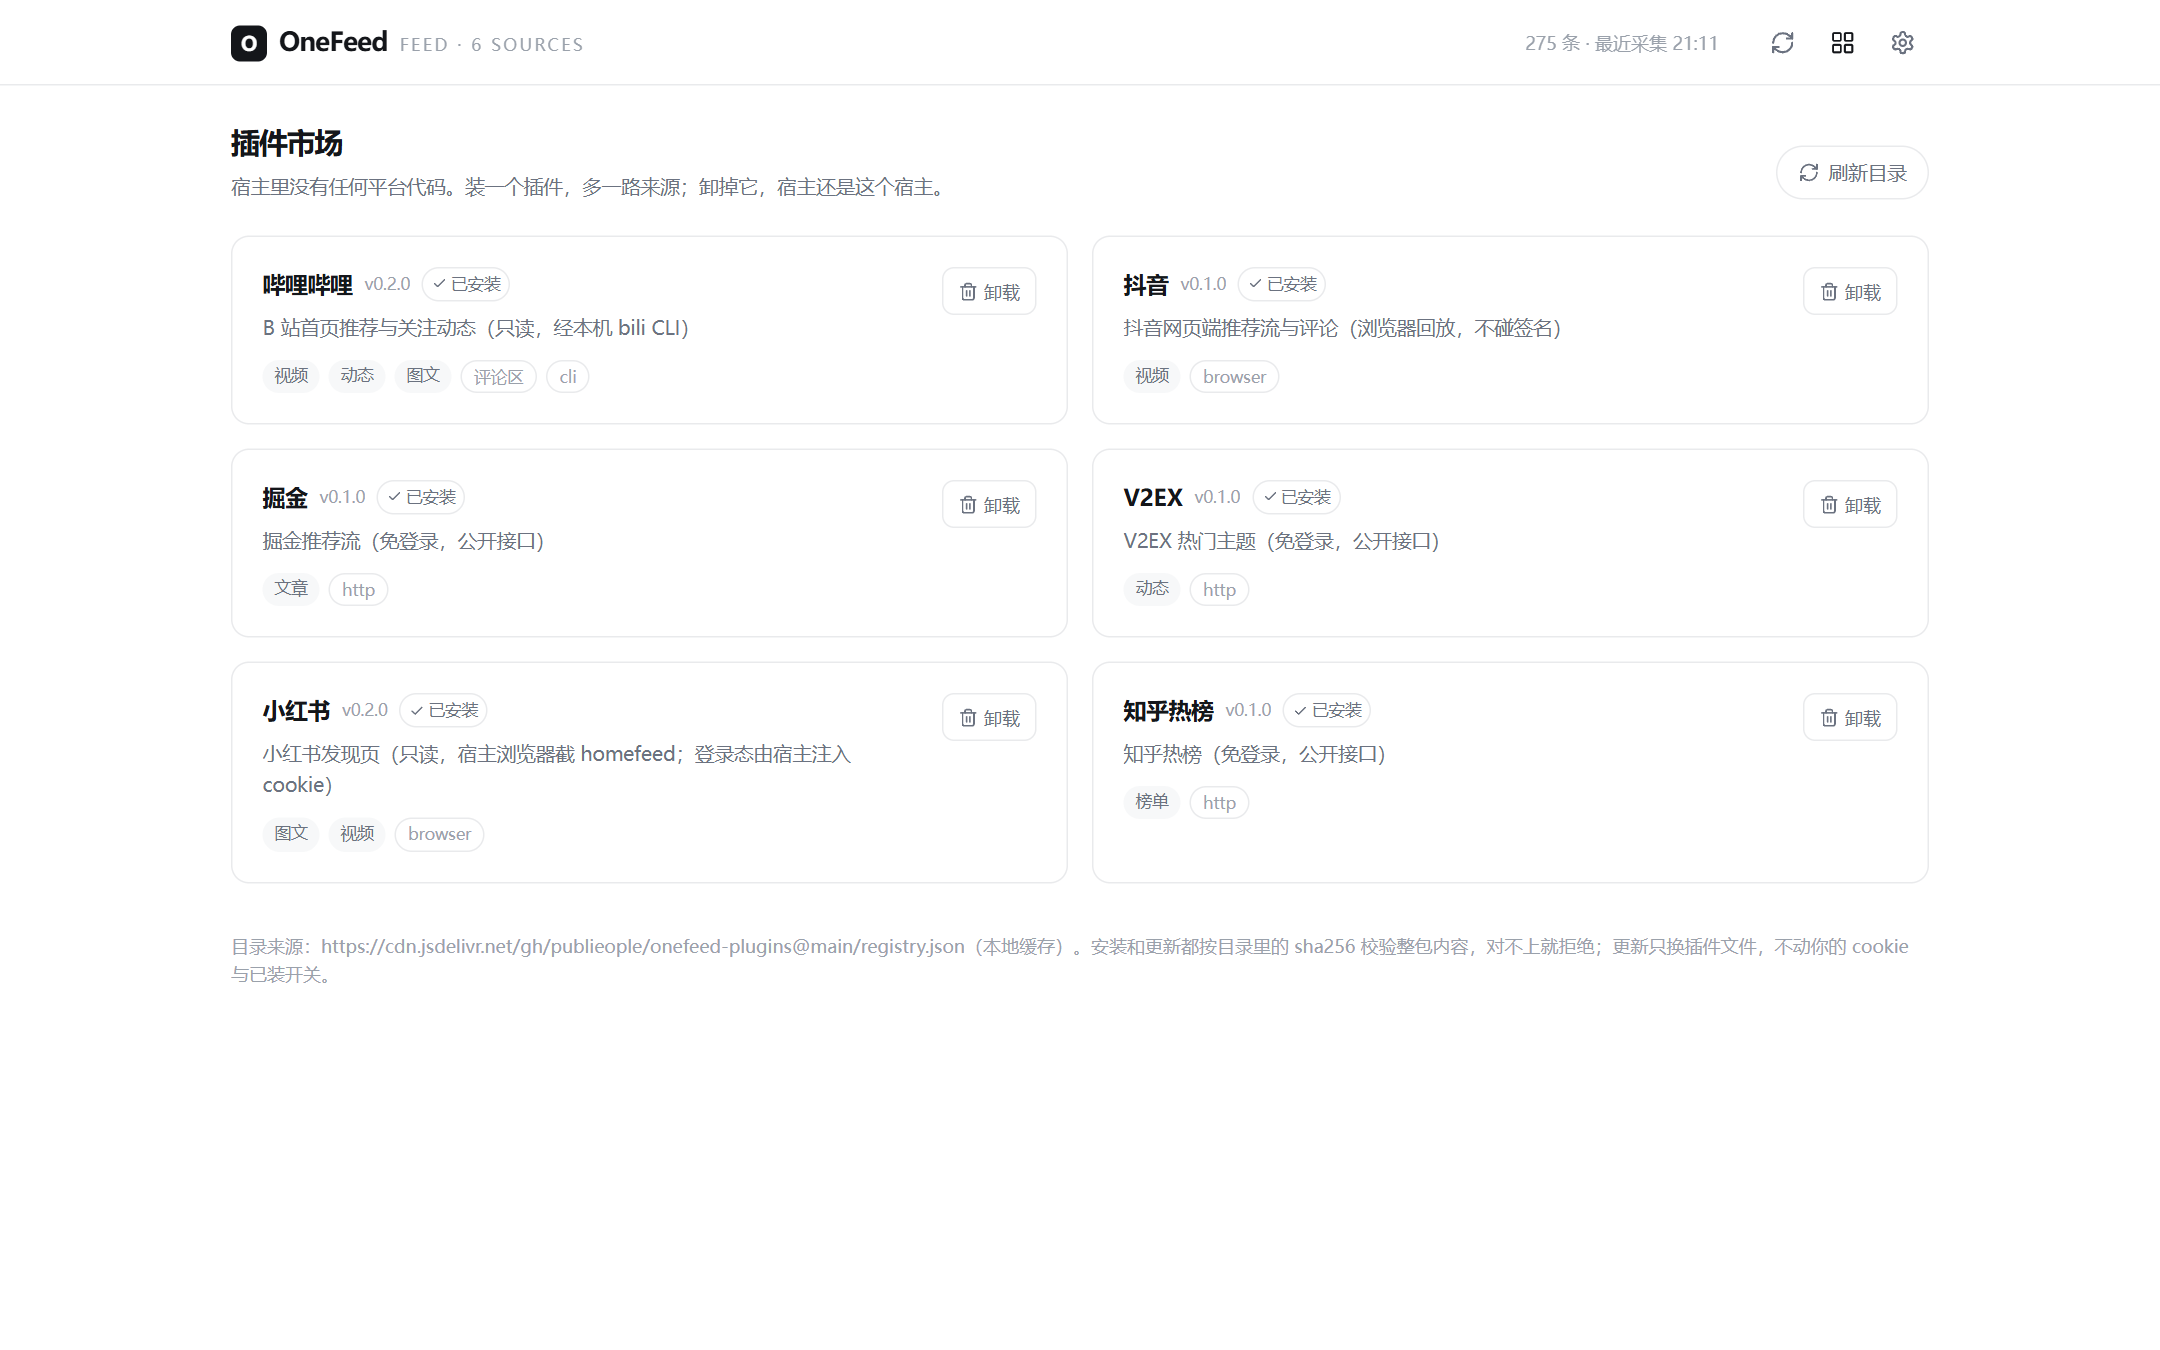 O OneFeed FEED · 6 SOURCES
275 条 · 最近采集 21:11
插件市场
宿主里没有任何平台代码。装一个插件，多一路来源；卸掉它，宿主还是这个宿主。
刷新目录
哔哩哔哩 v0.2.0 已安装
卸载
B 站首页推荐与关注动态（只读，经本机 bili CLI）
视频 动态 图文 评论区 cli
抖音 v0.1.0 已安装
卸载
抖音网页端推荐流与评论（浏览器回放，不碰签名）
视频 browser
掘金 v0.1.0 已安装
卸载
掘金推荐流（免登录，公开接口）
文章 http
V2EX v0.1.0 已安装
卸载
V2EX 热门主题（免登录，公开接口）
动态 http
小红书 v0.2.0 已安装
卸载
小红书发现页（只读，宿主浏览器截 homefeed；登录态由宿主注入
cookie）
图文 视频 browser
知乎热榜 v0.1.0 已安装
卸载
知乎热榜（免登录，公开接口）
榜单 http
目录来源：https://cdn.jsdelivr.net/gh/publieople/onefeed-plugins@main/registry.json（本地缓存）。安装和更新都按目录里的 sha256 校验整包内容，对不上就拒绝；更新只换插件文件，不动你的 cookie
与已装开关。